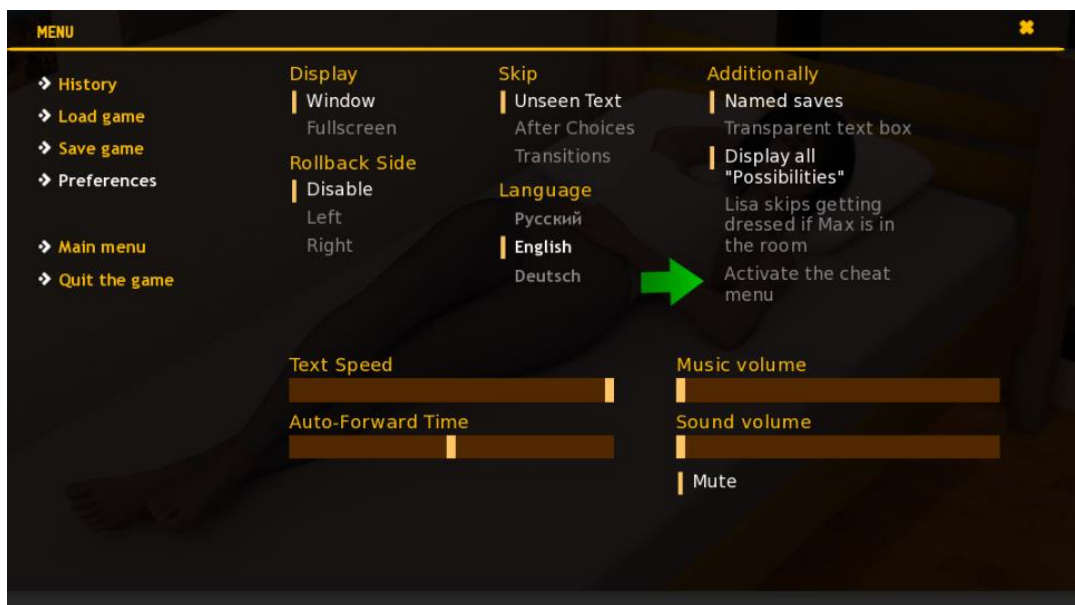 MENU
History
Load game
Save game
Preferences
Main menu
Quit the game
Display
Window
Fullscreen
Rollback Side
Disable
Left
Right
Skip
Unseen Text
After Choices
Transitions
Language
Русский
English
Deutsch
Additionally
Named saves
Transparent text box
Display all
"Possibilities"
Lisa skips getting
dressed if Max is in
the room
Activate the cheat
menu
Text Speed
Auto-Forward Time
Music volume
Sound volume
Mute